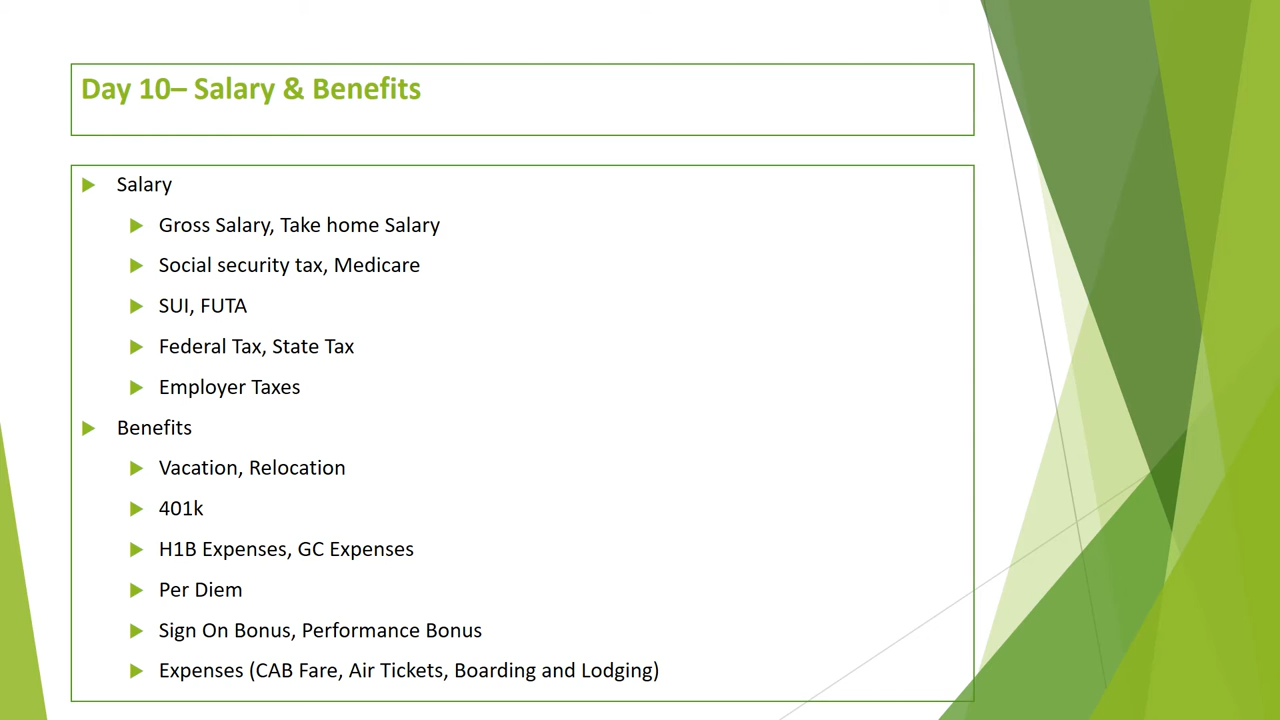 Day 10– Salary & Benefits
Salary
Gross Salary, Take home Salary
Social security tax, Medicare
SUI, FUTA
Federal Tax, State Tax
Employer Taxes
Benefits
Vacation, Relocation
401k
H1B Expenses, GC Expenses
Per Diem
Sign On Bonus, Performance Bonus
Expenses (CAB Fare, Air Tickets, Boarding and Lodging)